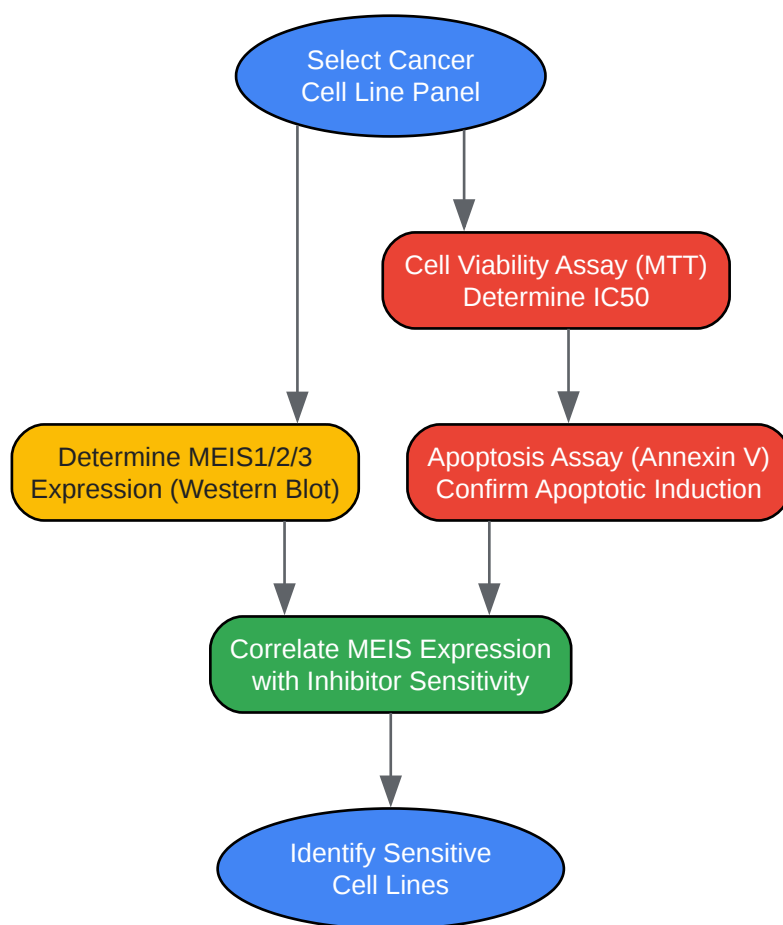 Select Cancer
Cell Line Panel
Cell Viability Assay (MTT)
Determine IC50
Determine MEIS1/2/3
Expression (Western Blot)
Apoptosis Assay (Annexin V)
Confirm Apoptotic Induction
Correlate MEIS Expression
with Inhibitor Sensitivity
Identify Sensitive
Cell Lines